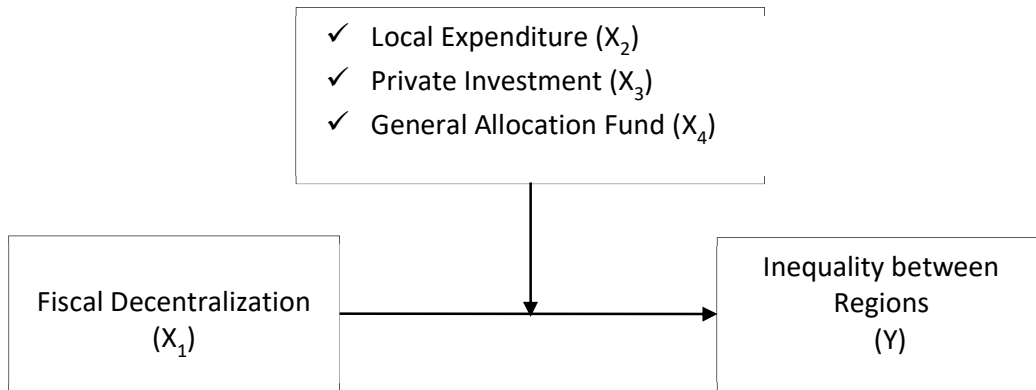 ✓ Local Expenditure (X₂)
✓ Private Investment (X₃)
✓ General Allocation Fund (X₄)
Fiscal Decentralization
(X₁)
Inequality between
Regions
(Y)